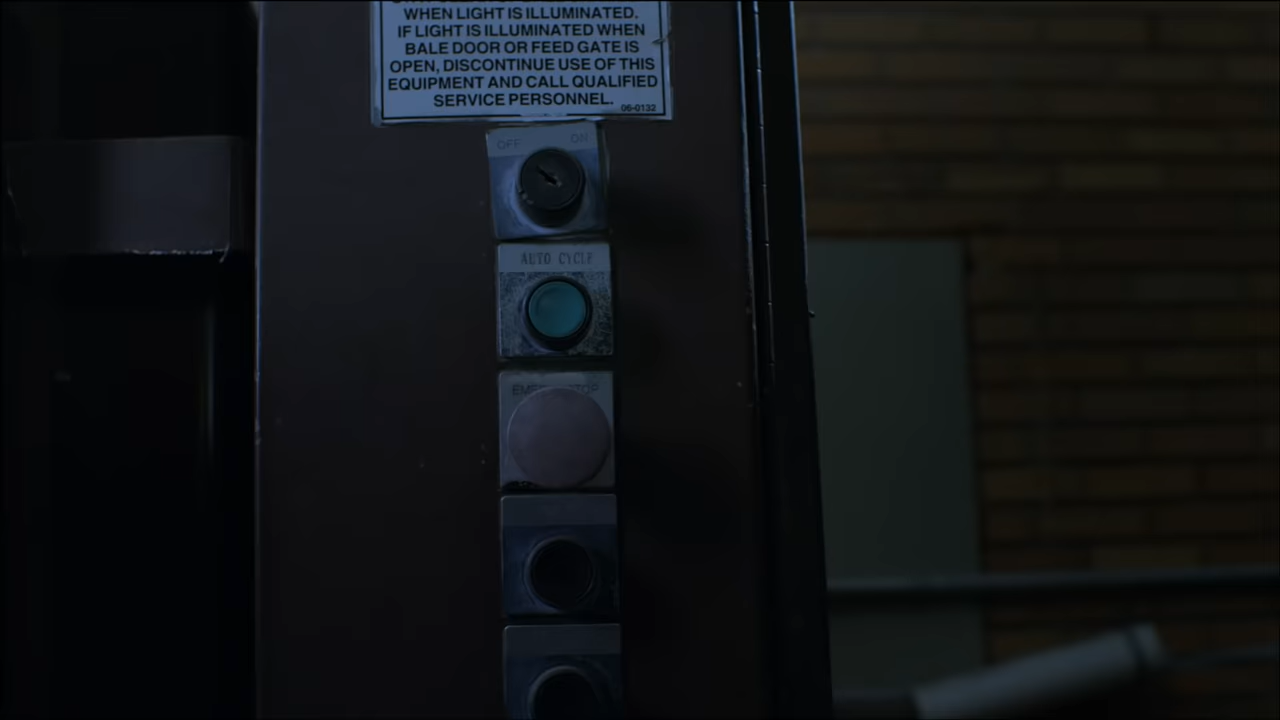 WHEN LIGHT IS ILLUMINATED.
IF LIGHT IS ILLUMINATED WHEN
BALE DOOR OR FEED GATE IS
OPEN, DISCONTINUE USE OF THIS
EQUIPMENT AND CALL QUALIFIED
SERVICE PERSONNEL.
06-0132
OFF ON
AUTO CYCLE